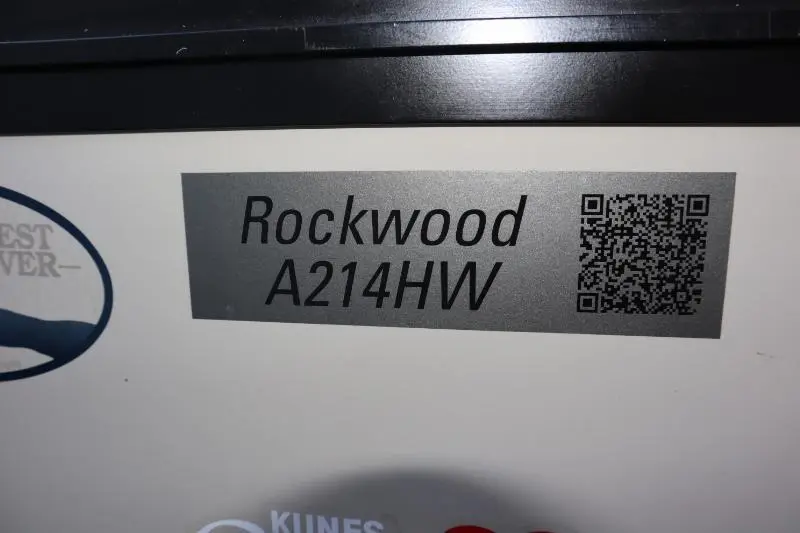 Rockwood
A214HW
EST
VER—
KUNES